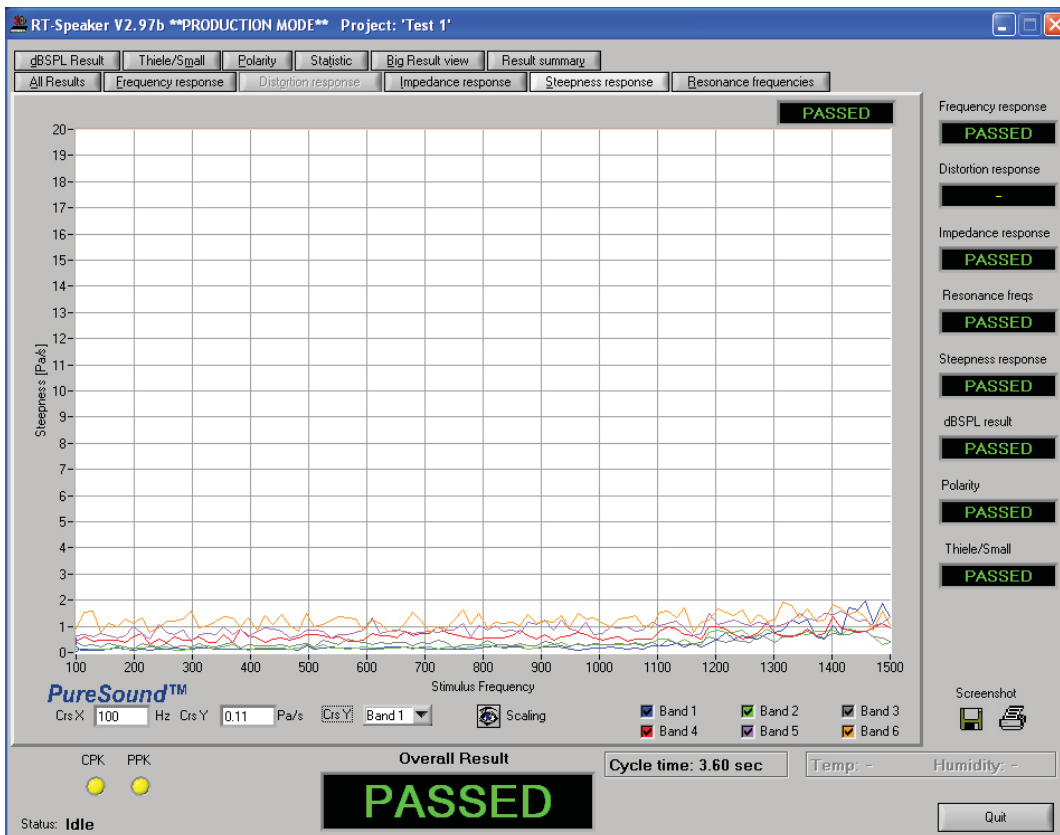 RT-Speaker V2.97b **PRODUCTION MODE** Project: 'Test 1'
dBSPL Result Thiele/Small Polarity Statistic Big Result view Result summary
All Results Frequency response Distortion response Impedance response Steepness response Resonance frequencies
PASSED
20
19
18
17
16
15
14
13
12
11
10
9
8
7
6
5
4
3
2
1
0
Steepness [Pa/s]
100 200 300 400 500 600 700 800 900 1000 1100 1200 1300 1400 1500
Stimulus Frequency
PureSound™
Crs X 100 Hz Crs Y 0.11 Pa/s Crs Y Band 1 Scaling
Band 1 Band 2 Band 3
Band 4 Band 5 Band 6
Frequency response
PASSED
Distortion response
-
Impedance response
PASSED
Resonance freqs
PASSED
Steepness response
PASSED
dBSPL result
PASSED
Polarity
PASSED
Thiele/Small
PASSED
Screenshot
CPK PPK
Status: Idle
Overall Result
PASSED
Cycle time: 3.60 sec
Temp: - Humidity: -
Quit